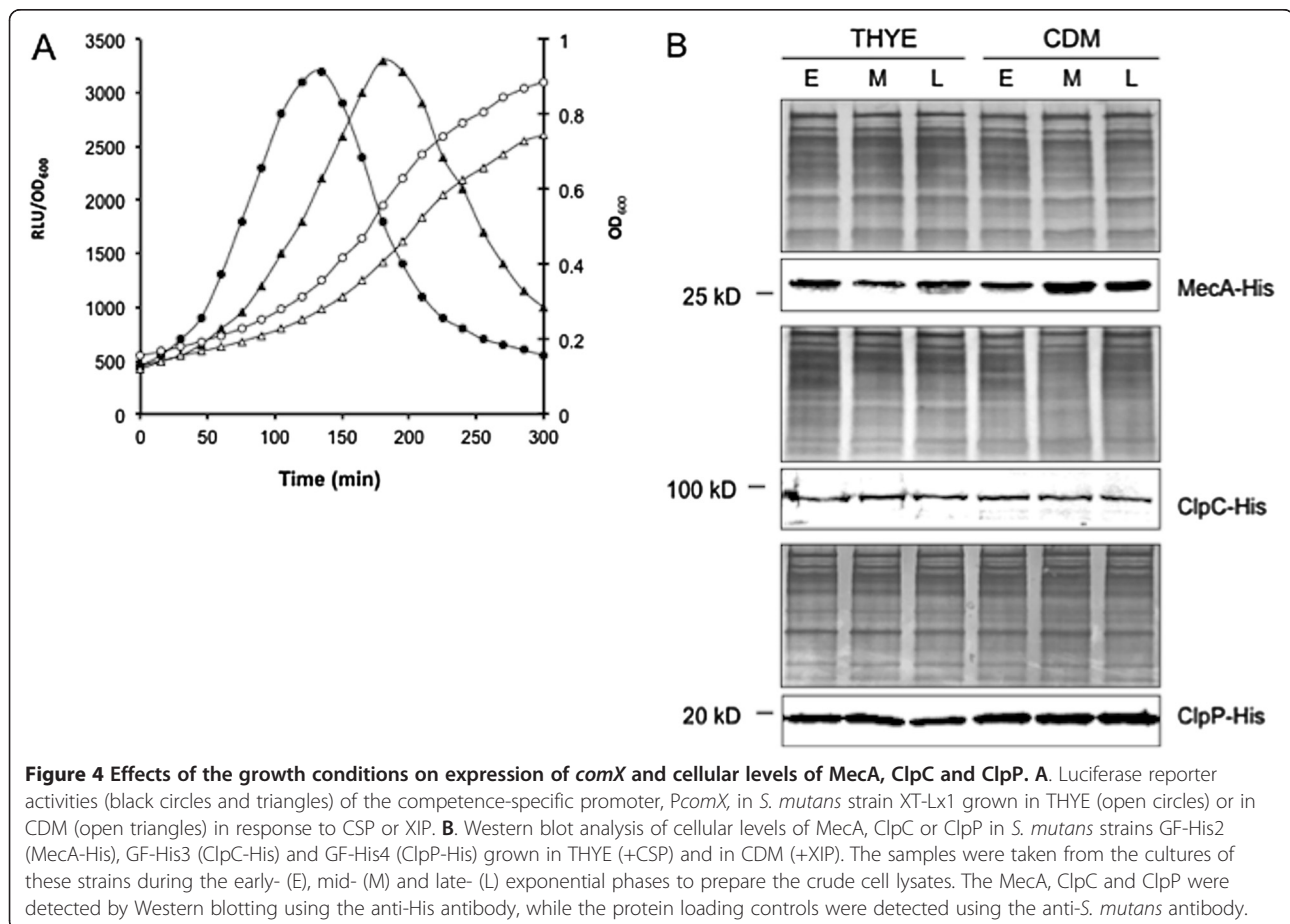 A
3500
3000
2500
2000
1500
1000
500
0
RLU/OD600
1
0.8
0.6
0.4
0.2
0
OD600
0
50
100
150
200
250
300
Time (min)
B
THYE CDM
E M L E M L
25 kD
MecA-His
100 kD
ClpC-His
20 kD
ClpP-His
Figure 4 Effects of the growth conditions on expression of comX and cellular levels of MecA, ClpC and ClpP. A. Luciferase reporter
activities (black circles and triangles) of the competence-specific promoter, PcomX, in S. mutans strain XT-Lx1 grown in THYE (open circles) or in
CDM (open triangles) in response to CSP or XIP. B. Western blot analysis of cellular levels of MecA, ClpC or ClpP in S. mutans strains GF-His2
(MecA-His), GF-His3 (ClpC-His) and GF-His4 (ClpP-His) grown in THYE (+CSP) and in CDM (+XIP). The samples were taken from the cultures of
these strains during the early- (E), mid- (M) and late- (L) exponential phases to prepare the crude cell lysates. The MecA, ClpC and ClpP were
detected by Western blotting using the anti-His antibody, while the protein loading controls were detected using the anti-S. mutans antibody.